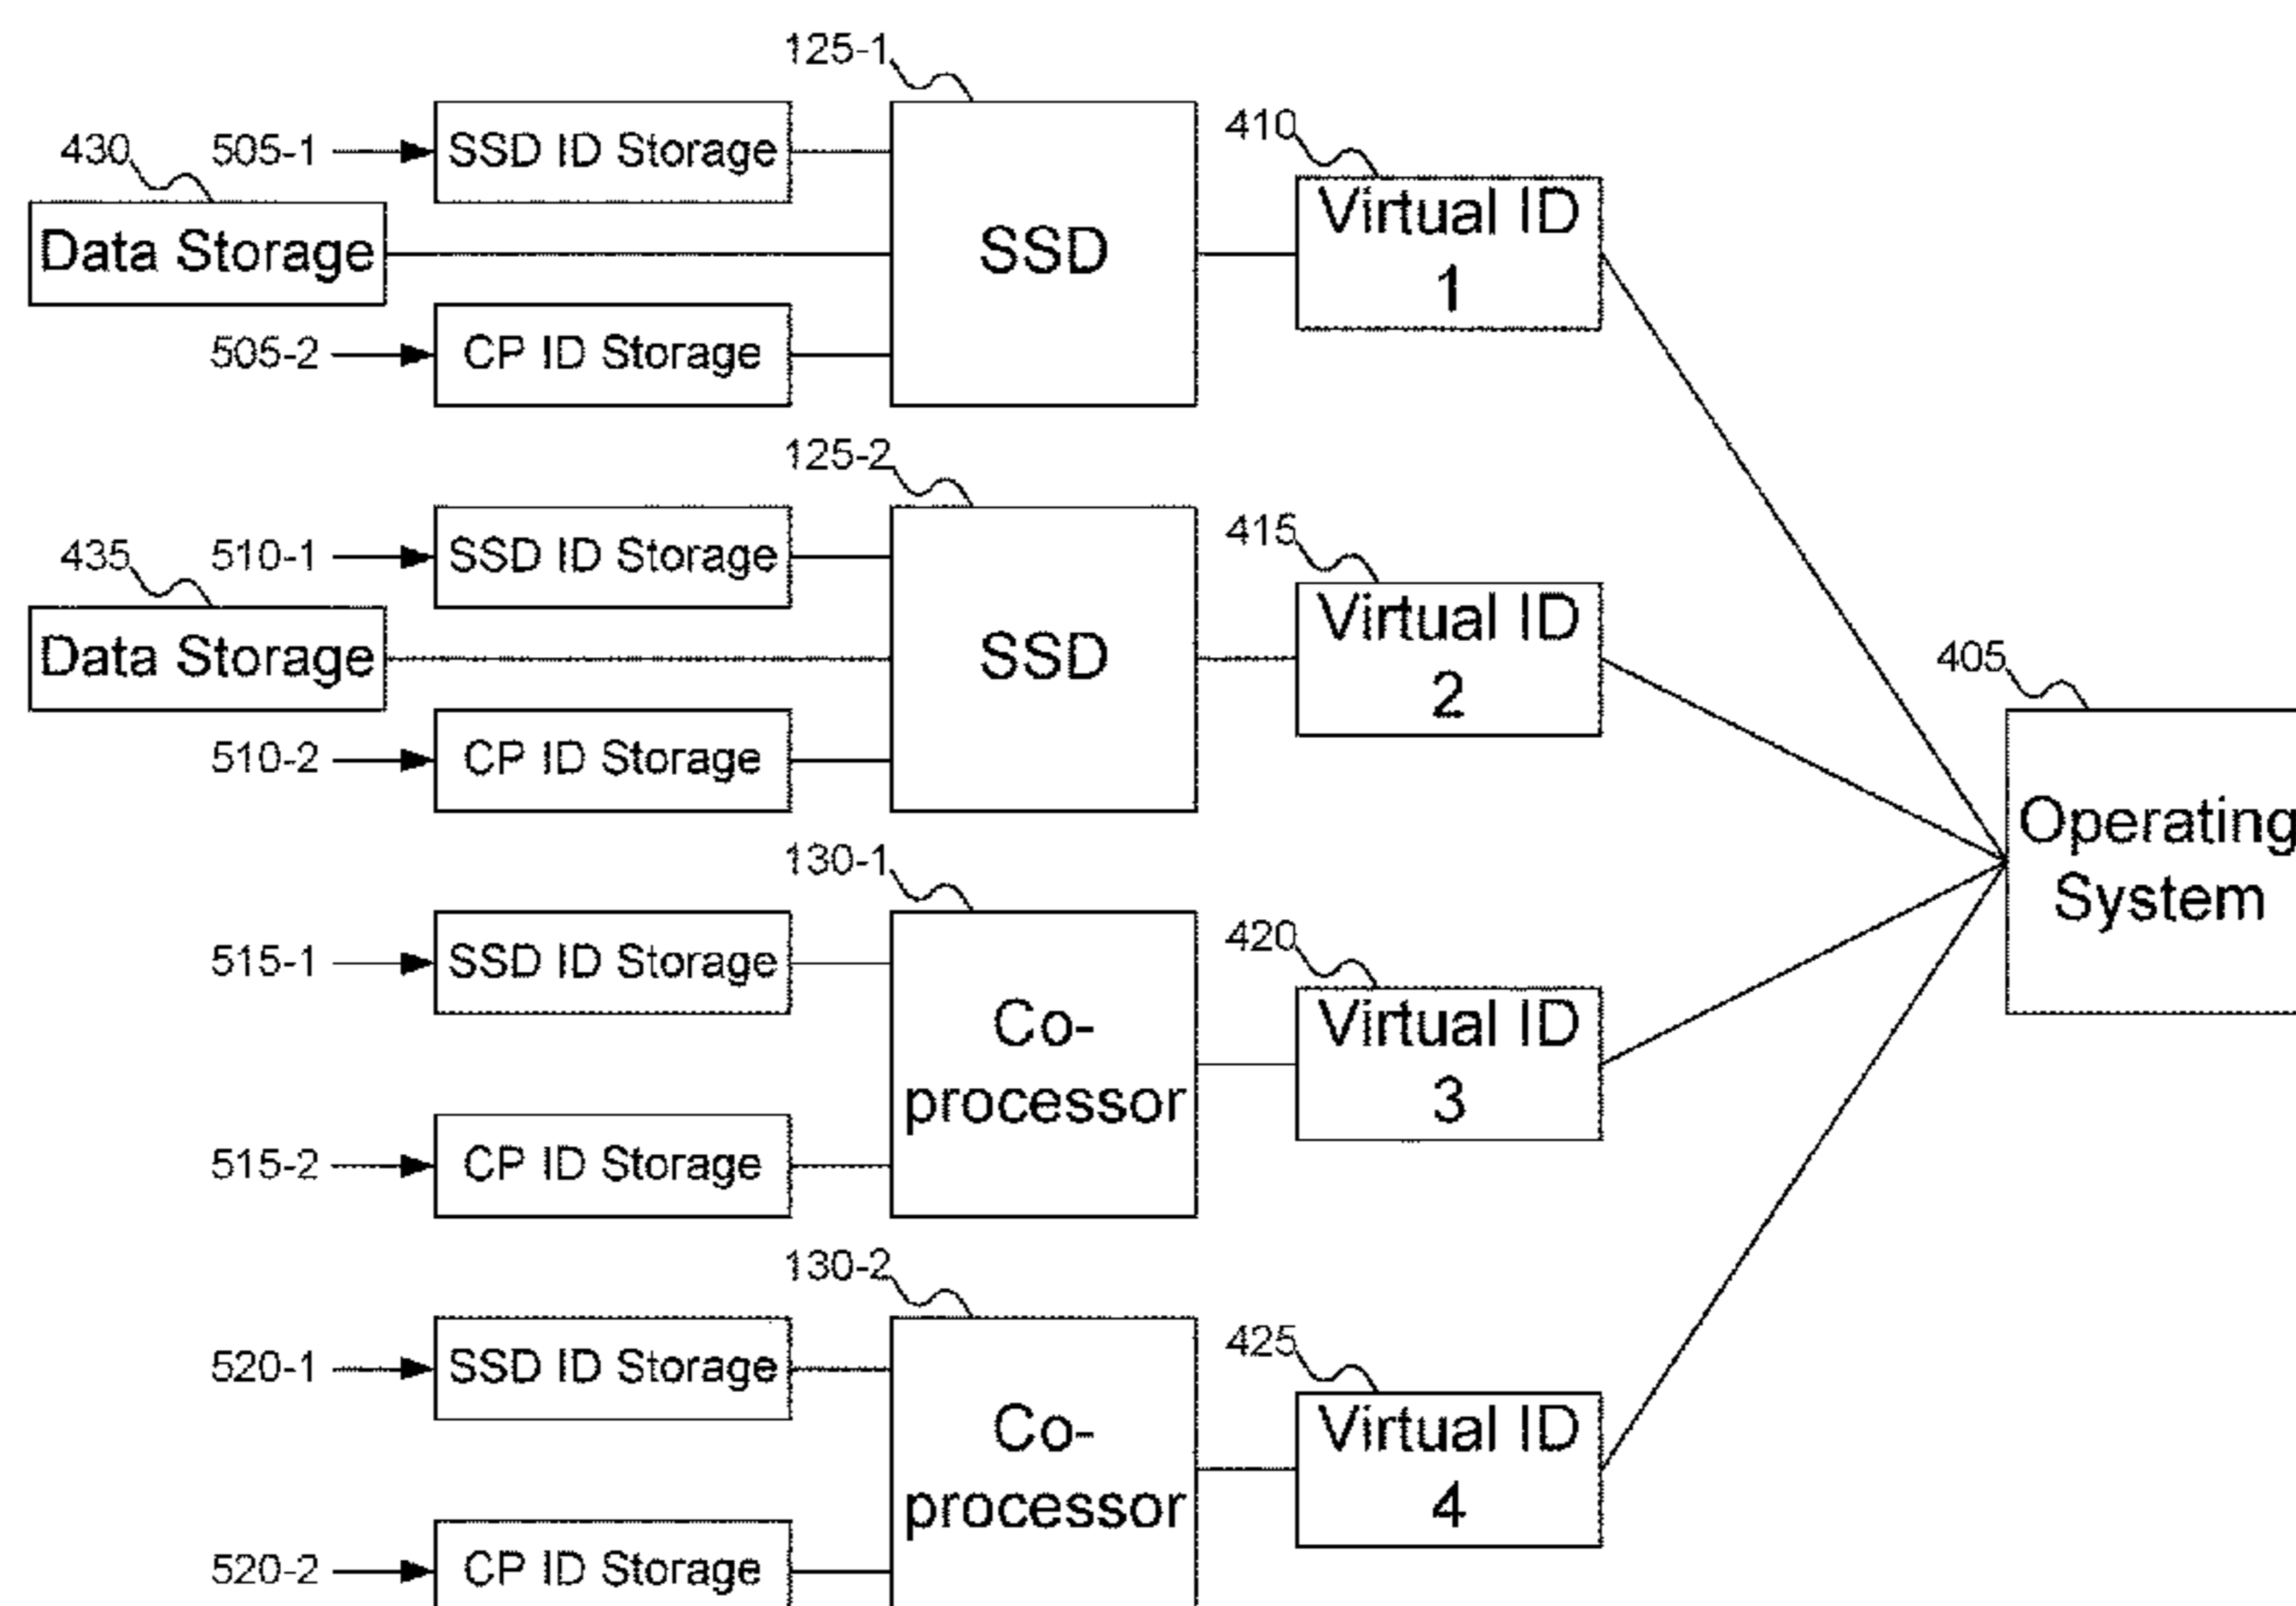 125-1
410
430
505-1
SSD ID Storage
Data Storage
SSD
Virtual ID
1
505-2
CP ID Storage
125-2
415
435
510-1
SSD ID Storage
Data Storage
SSD
Virtual ID
2
510-2
CP ID Storage
405
Operating
System
130-1
420
515-1
SSD ID Storage
Co-
processor
Virtual ID
3
515-2
CP ID Storage
130-2
425
520-1
SSD ID Storage
Co-
processor
Virtual ID
4
520-2
CP ID Storage